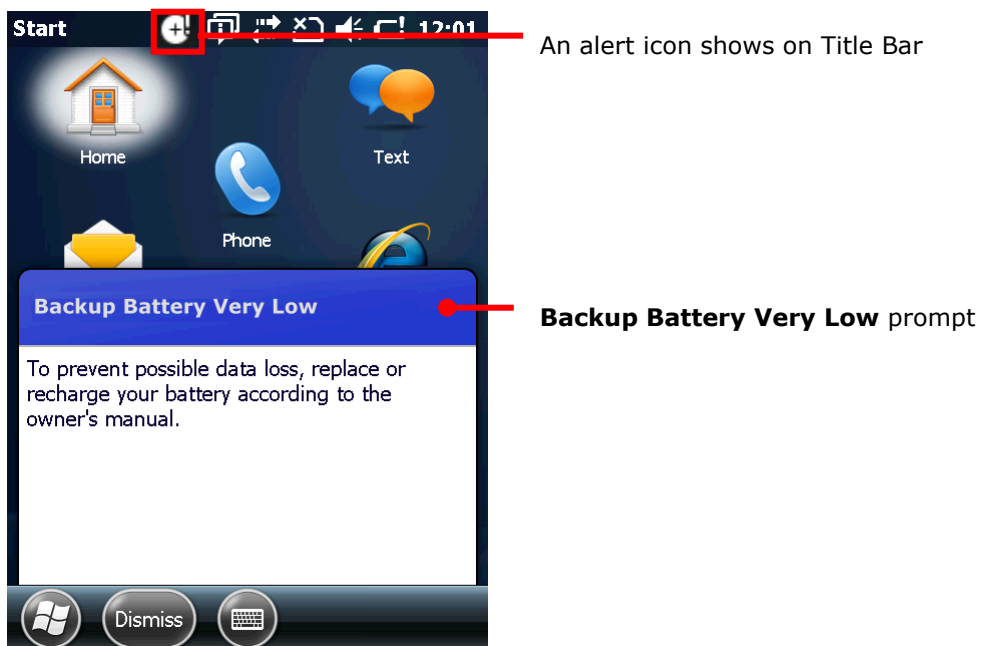 Start
12:01
An alert icon shows on Title Bar
Home
Text
Phone
Backup Battery Very Low
Backup Battery Very Low prompt
To prevent possible data loss, replace or
recharge your battery according to the
owner's manual.
Dismiss